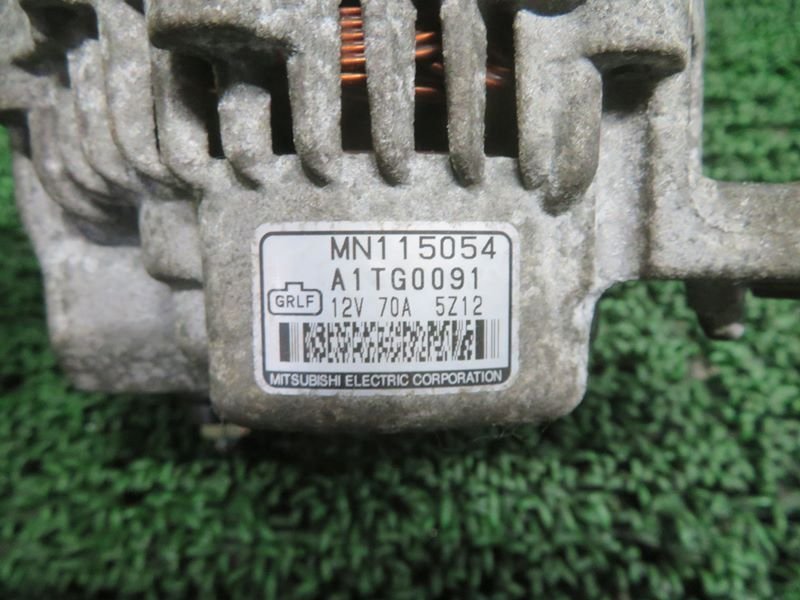 MN115054
A1TG0091
GRLF
12V 70A 5Z12
MITSUBISHI ELECTRIC CORPORATION